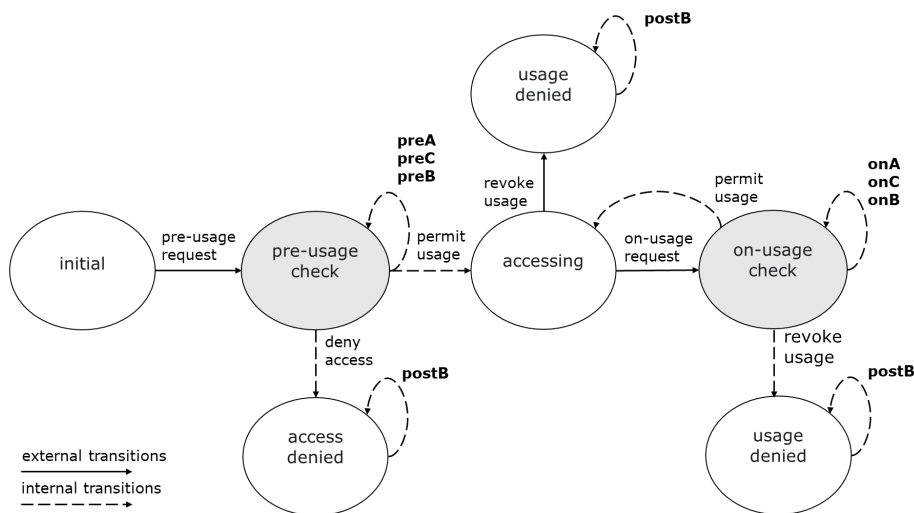 postB
usage
denied
preA
preC
preB
revoke
usage
permit
usage
onA
onC
onB
initial
pre-usage
request
pre-usage
check
permit
usage
accessing
on-usage
request
on-usage
check
deny
access
revoke
usage
postB
access
denied
postB
usage
denied
external transitions
internal transitions